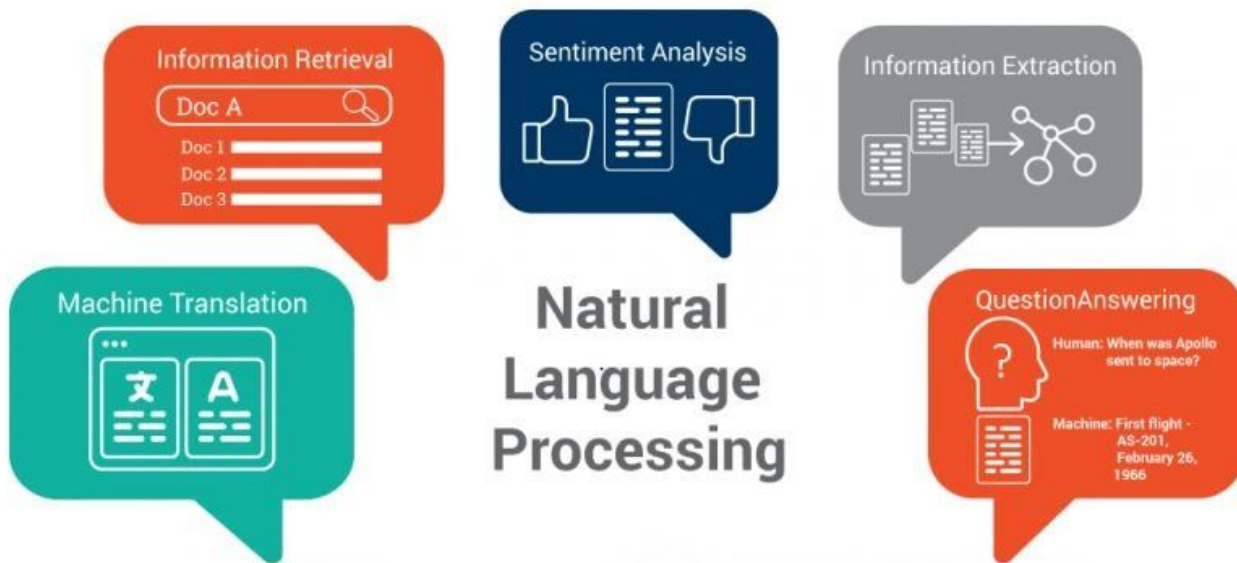 Information Retrieval
Doc A
Doc 1
Doc 2
Doc 3
Sentiment Analysis
Information Extraction
Machine Translation
文
A
Natural
Language
Processing
QuestionAnswering
?
Human: When was Apollo
sent to space?
Machine: First flight -
AS-201,
February 26,
1966